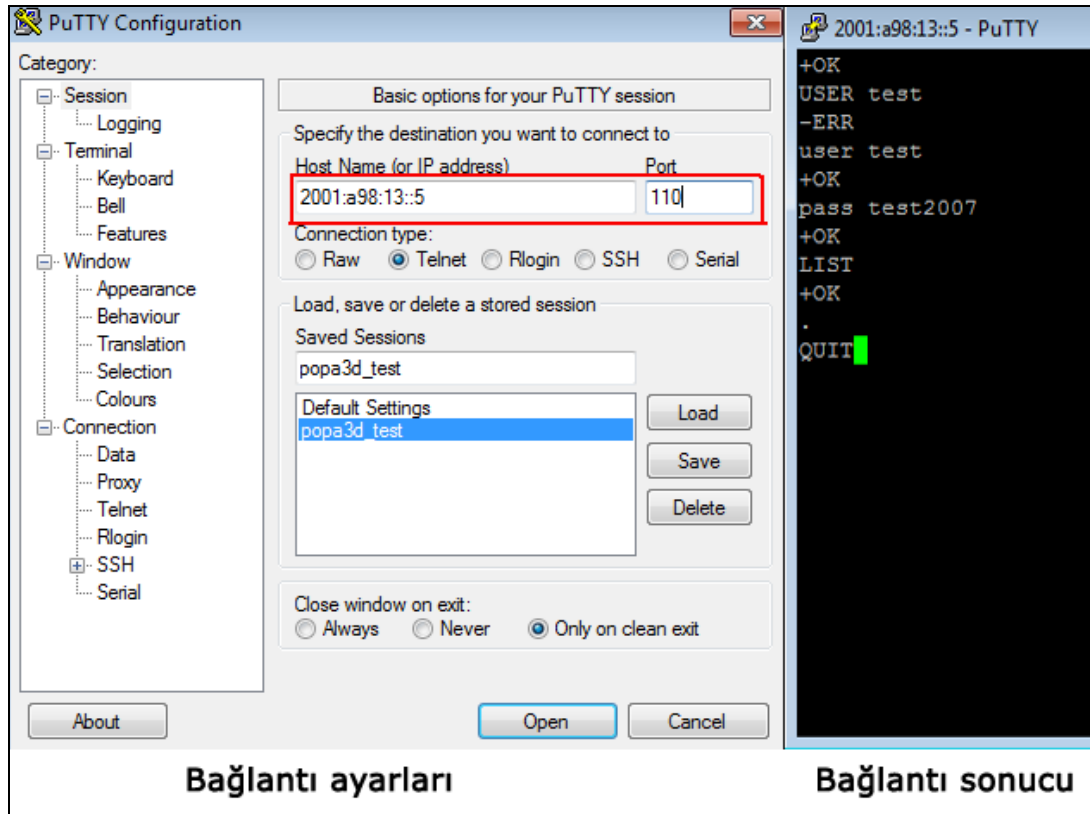 PuTTY Configuration
Category:
Session
Logging
Terminal
Keyboard
Bell
Features
Window
Appearance
Behaviour
Translation
Selection
Colours
Connection
Data
Proxy
Telnet
Rlogin
SSH
Serial
Basic options for your PuTTY session
Specify the destination you want to connect to
Host Name (or IP address) Port
2001:a98:13::5 110
Connection type:
Raw Telnet Rlogin SSH Serial
Load, save or delete a stored session
Saved Sessions
popa3d_test
Default Settings
popa3d_test
Load
Save
Delete
Close window on exit:
Always Never Only on clean exit
About Open Cancel
2001:a98:13::5 - PuTTY
+OK
USER test
-ERR
user test
+OK
pass test2007
+OK
LIST
+OK
.
QUIT
Bağlantı ayarları Bağlantı sonucu